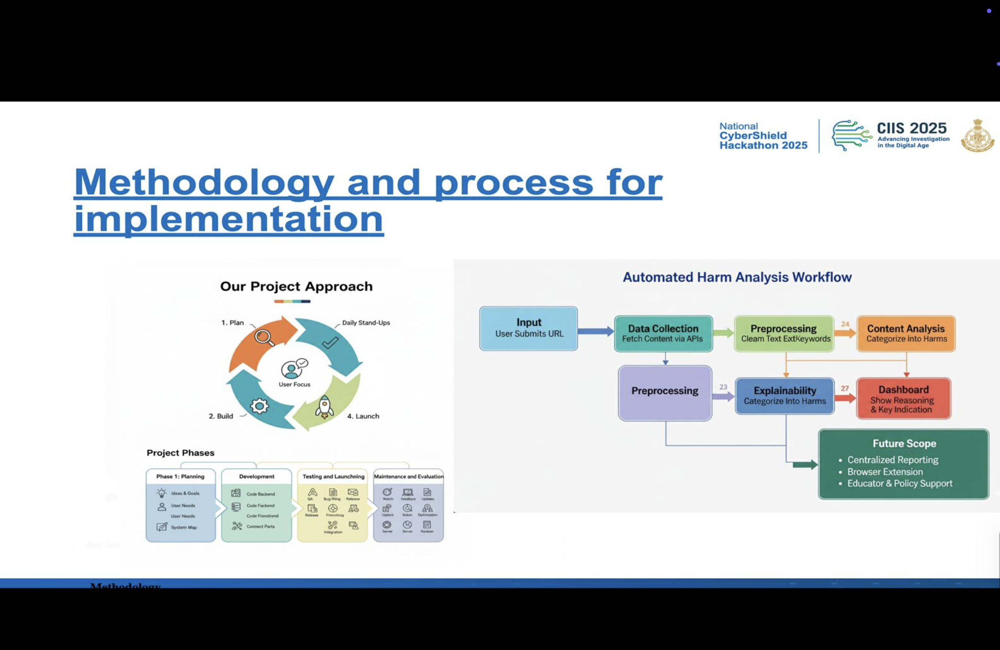 National
CyberShield
Hackathon 2025
CIIS 2025
Advancing Investigation
in the Digital Age
Methodology and process for
implementation
Our Project Approach
1. Plan
Daily Stand-Ups
User Focus
2. Build
4. Launch
Project Phases
Phase 1: Planning
Ideas & Goals
User Needs
User Needs
System Map
Development
Code Backend
Code Fackend
Code Frondrend
Connect Parts
Testing and Launchning
QA
Bug Rliing
Release
Release
Integration
Maintenance and Evaluation
Watch
Feedback
Updates
Optimization
Server
Server
Automated Harm Analysis Workflow
Input
User Submits URL
Data Collection
Fetch Content via APIs
Preprocessing
Cleam Text ExtKeywords
24
Content Analysis
Categorize into Harms
Preprocessing
23
Explainability
Categorize Into Harms
27
Dashboard
Show Reasoning
& Key Indication
Future Scope
• Centralized Reporting
• Browser Extension
• Educator & Policy Support
Methodology